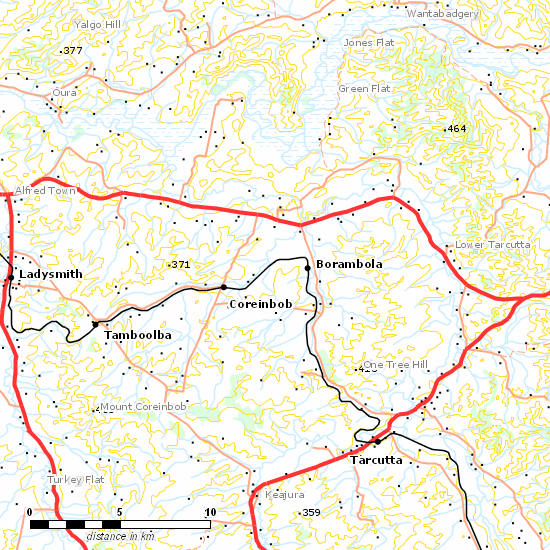 Wantabadgery
Yalgo Hill
Jones Flat
377
Green Flat
Oura
464
Alfred Town
Lower Tarcutta
371
Borambola
Ladysmith
Coreinbob
Tamboolba
One Tree Hill
Mount Coreinbob
Tarcutta
Turkey Flat
Keajura
359
0 5 10
distance in km